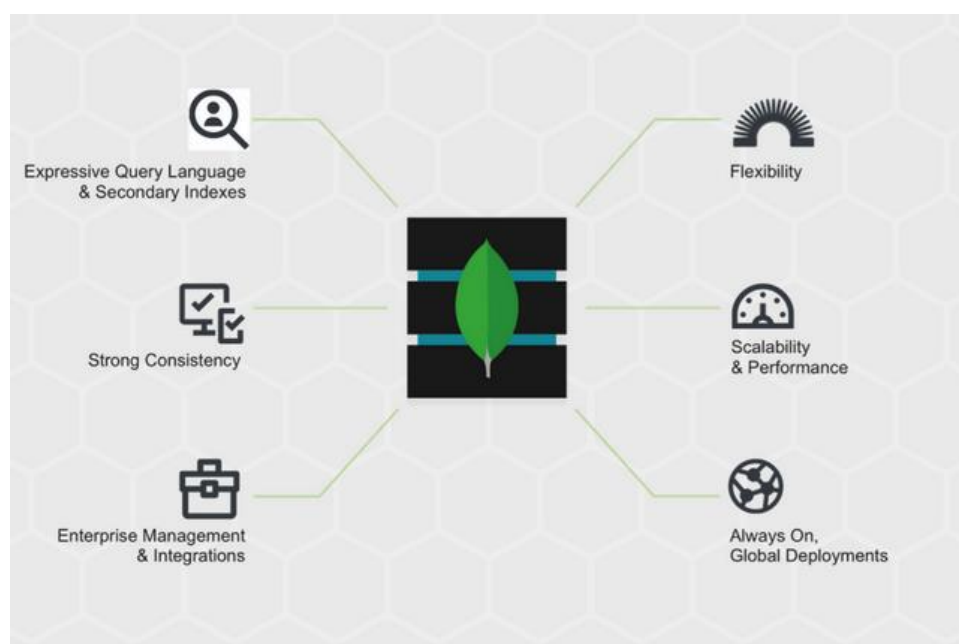 Expressive Query Language
& Secondary Indexes
Flexibility
Strong Consistency
Scalability
& Performance
Enterprise Management
& Integrations
Always On,
Global Deployments